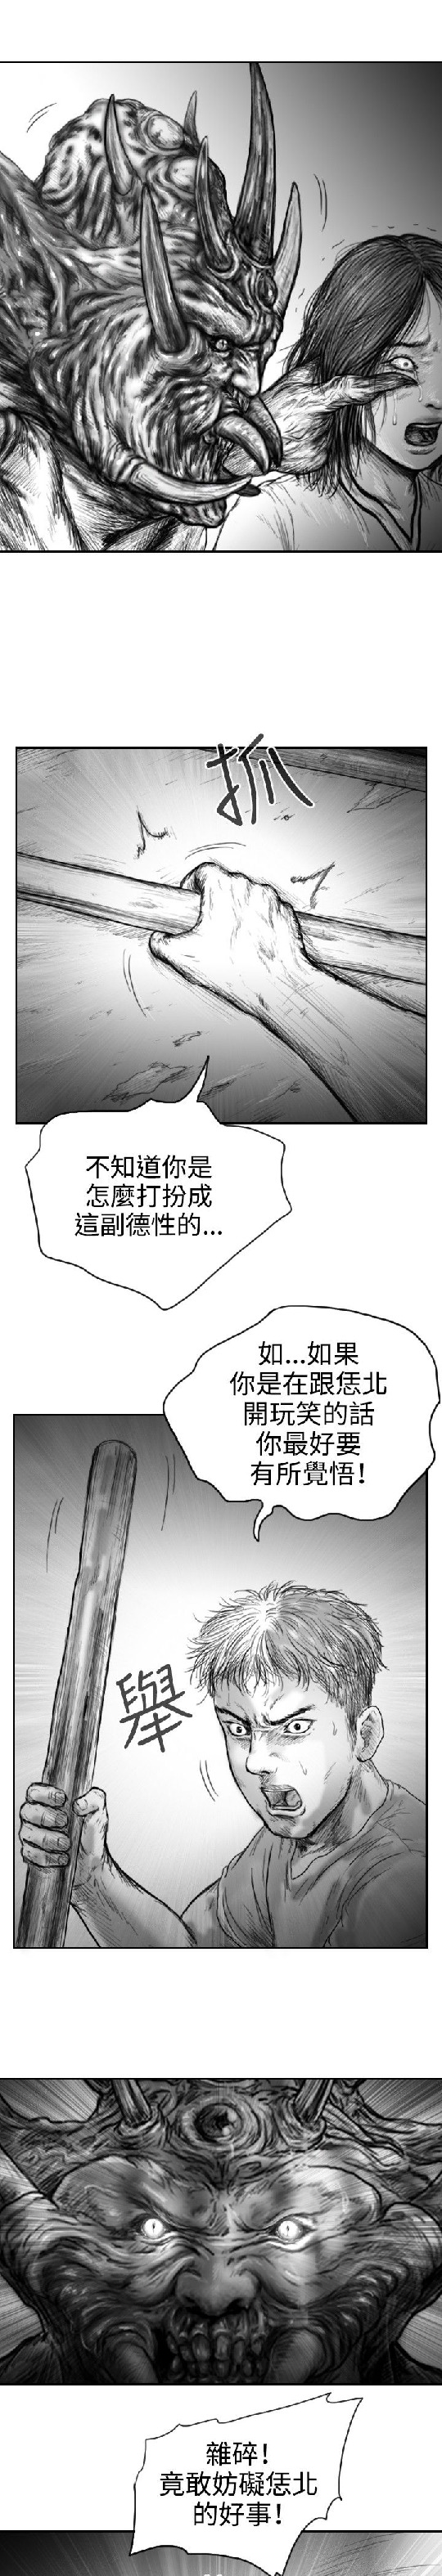 抓
不知道你是
怎麼打扮成
這副德性的...
如...如果
你是在跟恁北
開玩笑的話
你最好要
有所覺悟!
舉
雜碎!
竟敢妨礙恁北
的好事!